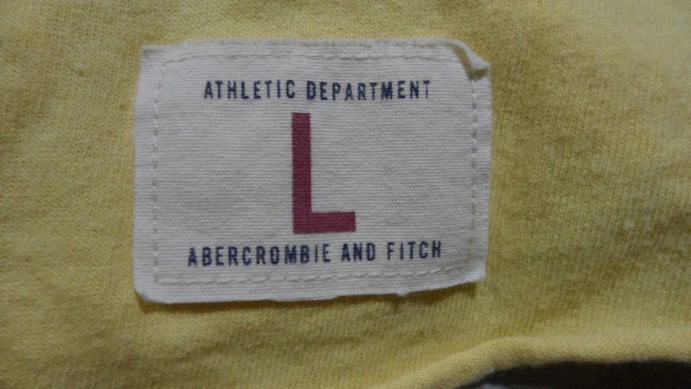 ATHLETIC DEPARTMENT
L
ABERCROMBIE AND FITCH